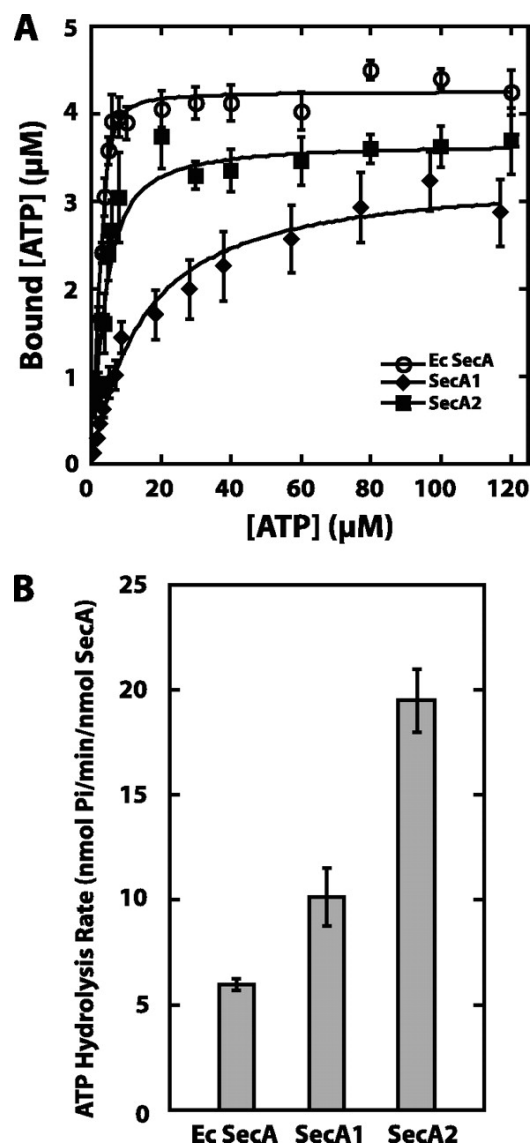 A
Bound [ATP] (µM)
5
4
3
2
1
0
Ec SecA
SecA1
SecA2
0 20 40 60 80 100 120
[ATP] (µM)
B
ATP Hydrolysis Rate (nmol Pi/min/nmol SecA)
25
20
15
10
5
0
Ec SecA SecA1 SecA2